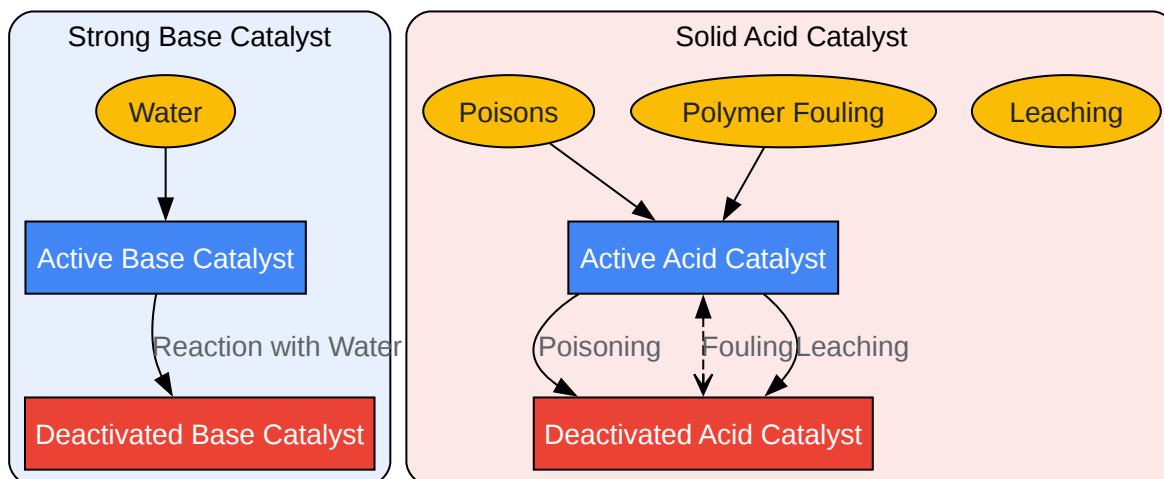 Strong Base Catalyst
Water
Active Base Catalyst
Reaction with Water
Deactivated Base Catalyst
Solid Acid Catalyst
Poisons
Polymer Fouling
Leaching
Active Acid Catalyst
Poisoning
Fouling
Leaching
Deactivated Acid Catalyst